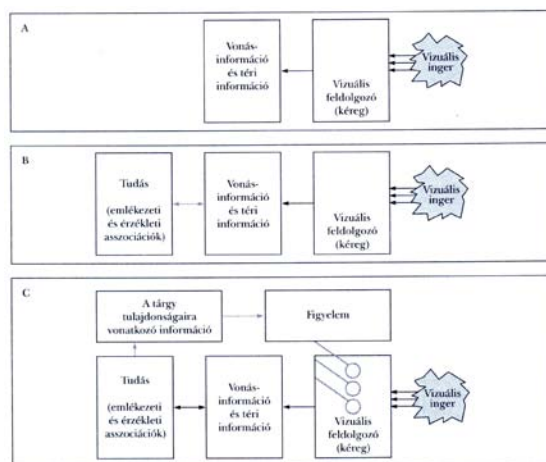 A
Vonás-
információ
és téri
információ
Vizuális
feldolgozó
(kéreg)
Vizuális
inger
B
Tudás
(emlékezeti
és érzékleti
asszociációk)
Vonás-
információ
és téri
információ
Vizuális
feldolgozó
(kéreg)
Vizuális
inger
C
A tárgy
tulajdonságaira
vonatkozó információ
Figyelem
Tudás
(emlékezeti
és érzékleti
asszociációk)
Vonás-
információ
és téri
információ
Vizuális
feldolgozó
(kéreg)
Vizuális
inger